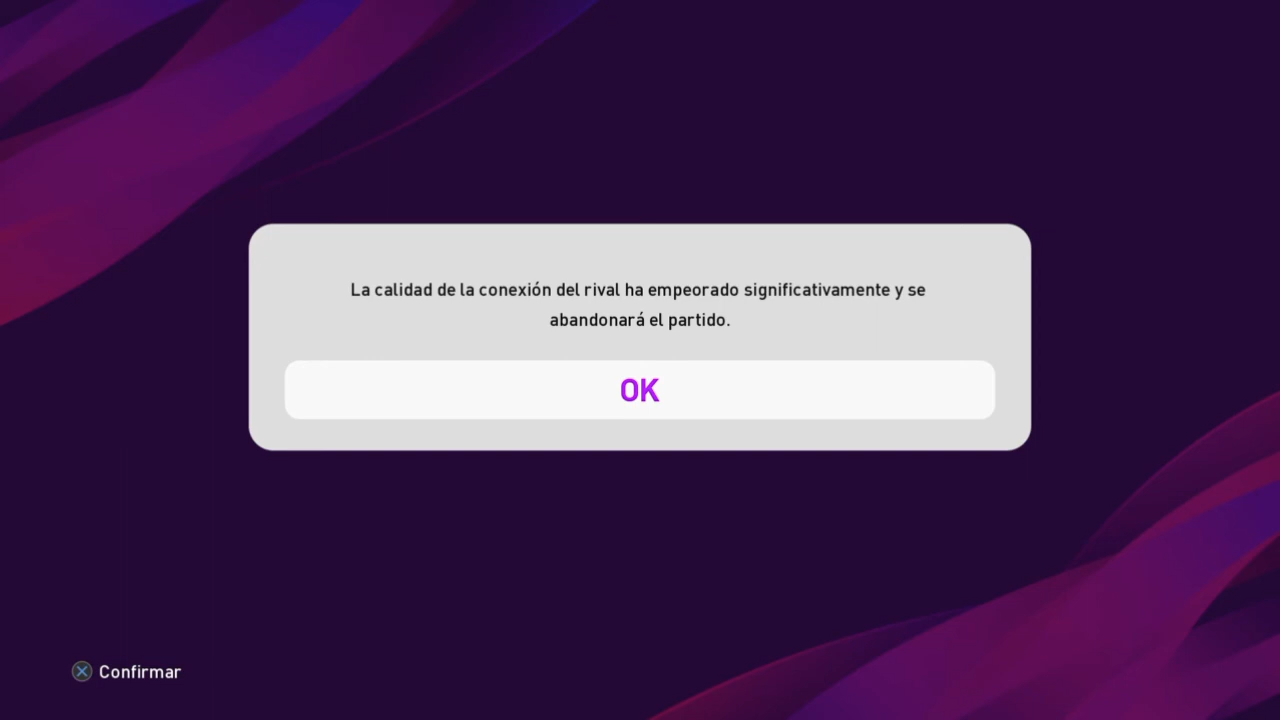 La calidad de la conexión del rival ha empeorado significativamente y se
abandonará el partido.
OK
Confirmar